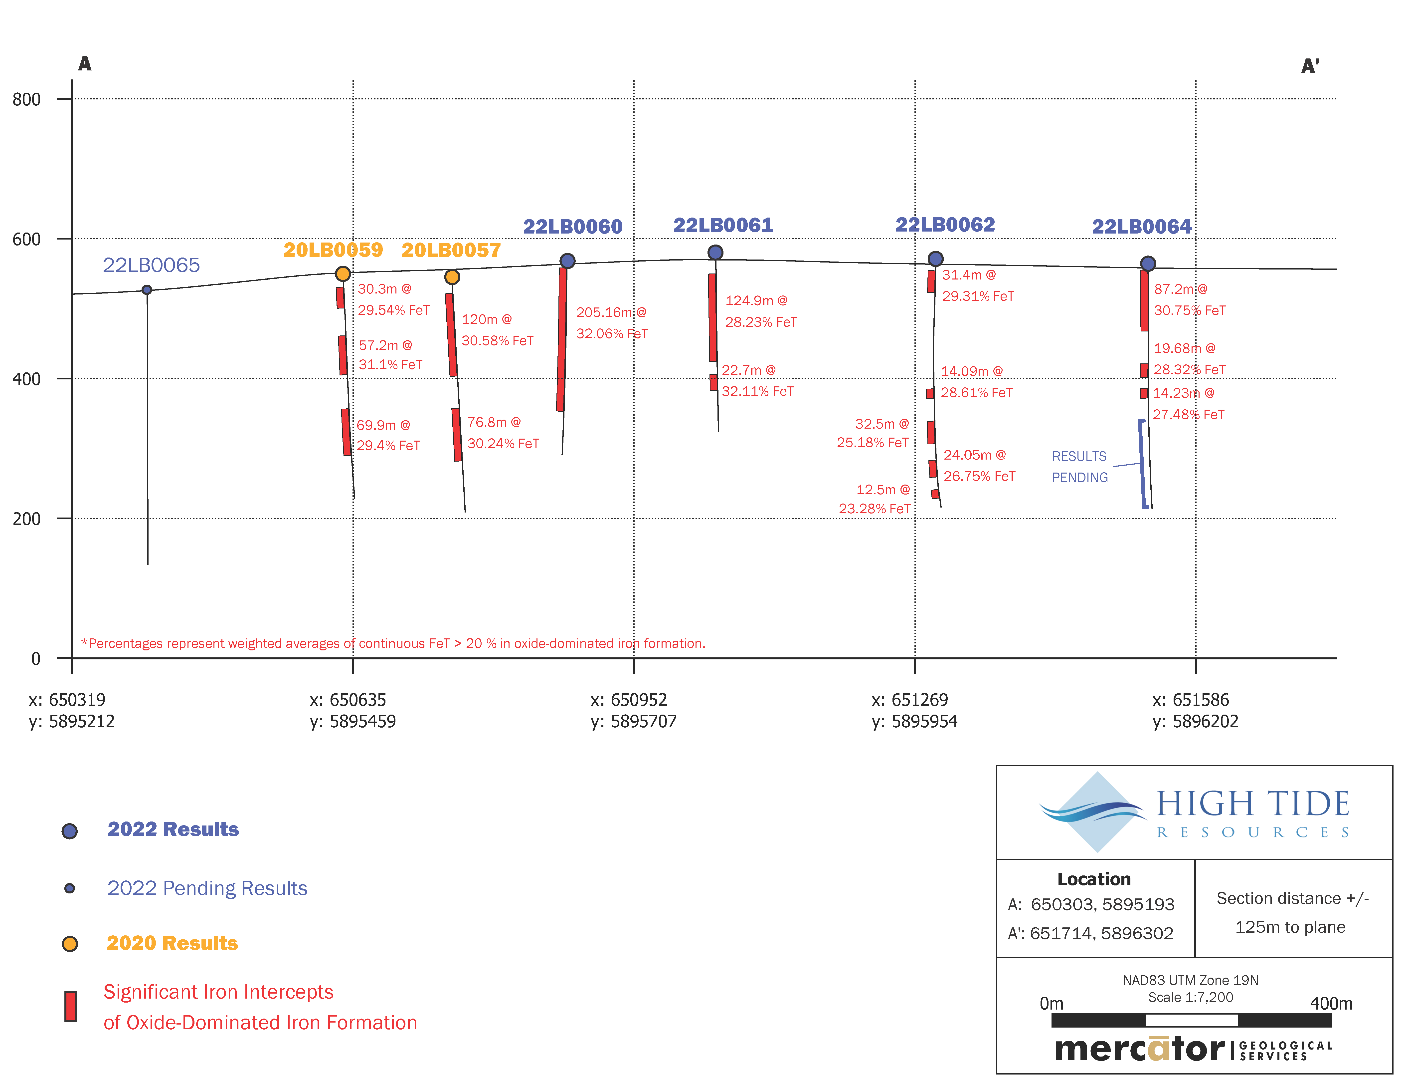 A
A'
800
600
400
200
0
22LB0065
20LB0059
20LB0057
22LB0060
22LB0061
22LB0062
22LB0064
30.3m @
29.54% FeT
57.2m @
31.1% FeT
69.9m @
29.4% FeT
120m @
30.58% FeT
76.8m @
30.24% FeT
205.16m @
32.06% FeT
124.9m @
28.23% FeT
22.7m @
32.11% FeT
31.4m @
29.31% FeT
14.09m @
28.61% FeT
32.5m @
25.18% FeT
24.05m @
26.75% FeT
12.5m @
23.28% FeT
87.2m @
30.75% FeT
19.68m @
28.32% FeT
14.23m @
27.48% FeT
RESULTS
PENDING
*Percentages represent weighted averages of continuous FeT > 20 % in oxide-dominated iron formation.
x: 650319
y: 5895212
x: 650635
y: 5895459
x: 650952
y: 5895707
x: 651269
y: 5895954
x: 651586
y: 5896202
2022 Results
2022 Pending Results
2020 Results
Significant Iron Intercepts
of Oxide-Dominated Iron Formation
HIGH TIDE
RESOURCES
Location
A: 650303, 5895193
A': 651714, 5896302
Section distance +/-
125m to plane
NAD83 UTM Zone 19N
Scale 1:7,200
0m 400m
mercātor GEOLOGICAL
SERVICES